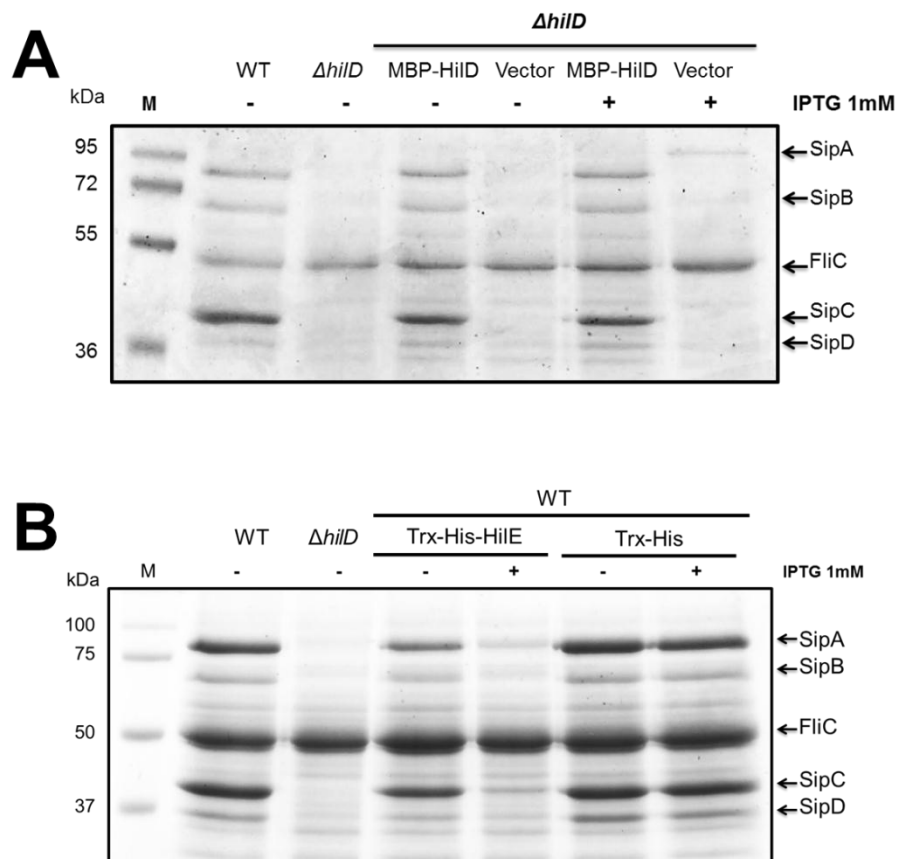 A
ΔhilD
WT ΔhilD MBP-HilD Vector MBP-HilD Vector
kDa M - - - - + + IPTG 1mM
95
72
55
36
←SipA
←SipB
←FliC
←SipC
←SipD
B
WT
WT ΔhilD Trx-His-HilE Trx-His
kDa M - - - + - + IPTG 1mM
100
75
50
37
←SipA
←SipB
←FliC
←SipC
←SipD